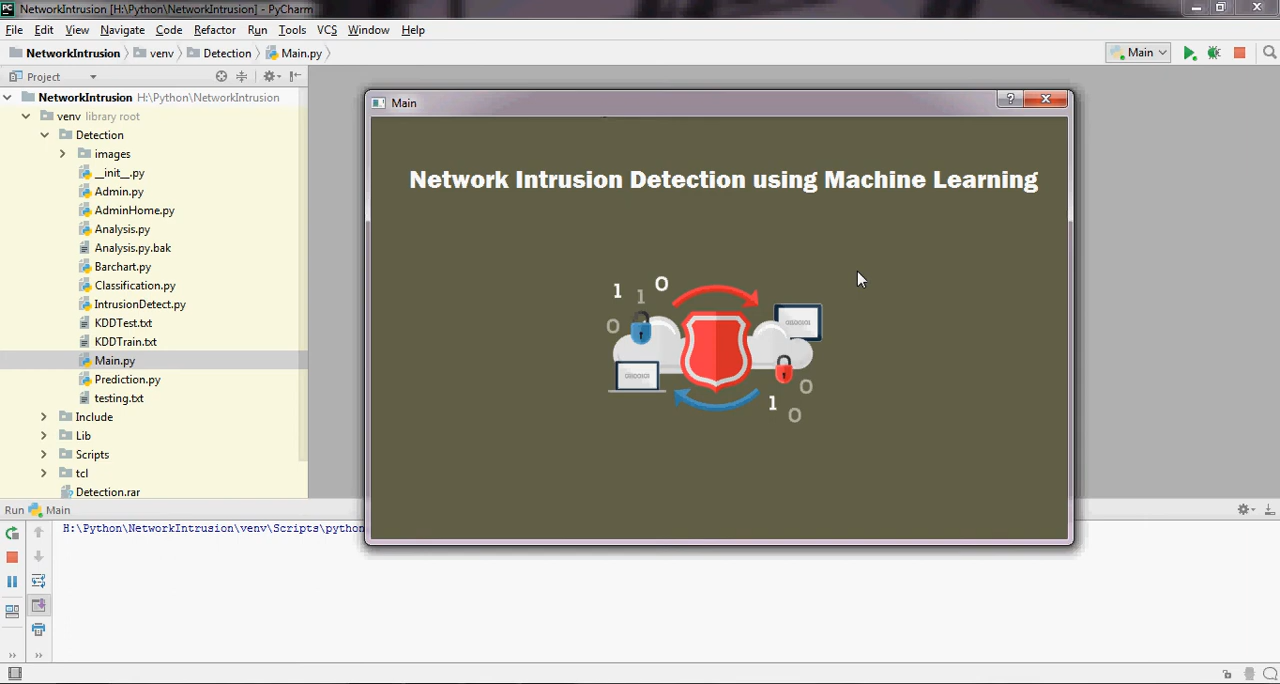 PC NetworkIntrusion [H:\Python\NetworkIntrusion] - PyCharm
File Edit View Navigate Code Refactor Run Tools VCS Window Help
NetworkIntrusion venv Detection Main.py
Main
Project
NetworkIntrusion H:\Python\NetworkIntrusion
venv library root
Detection
images
__init__.py
Admin.py
AdminHome.py
Analysis.py
Analysis.py.bak
Barchart.py
Classification.py
IntrusionDetect.py
KDDTest.txt
KDDTrain.txt
Main.py
Prediction.py
testing.txt
Include
Lib
Scripts
tcl
Detection.rar
Main
Network Intrusion Detection using Machine Learning
1 1 0
0
1 0
0
Run Main
H:\Python\NetworkIntrusion\venv\Scripts\python